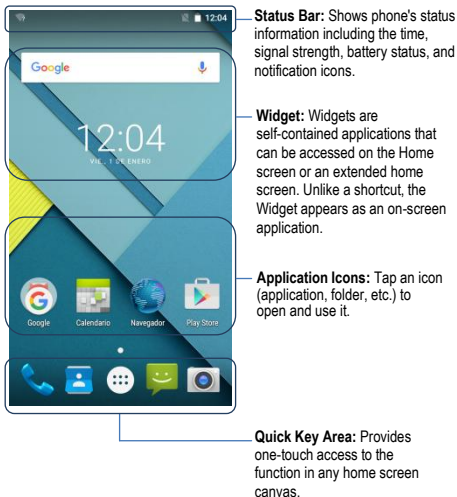 12:04
Google
12:04
VIE., 1 DE ENERO
Google
Calendario
Navegador
Play Store
Status Bar: Shows phone's status
information including the time,
signal strength, battery status, and
notification icons.
Widget: Widgets are
self-contained applications that
can be accessed on the Home
screen or an extended home
screen. Unlike a shortcut, the
Widget appears as an on-screen
application.
Application Icons: Tap an icon
(application, folder, etc.) to
open and use it.
Quick Key Area: Provides
one-touch access to the
function in any home screen
canvas.